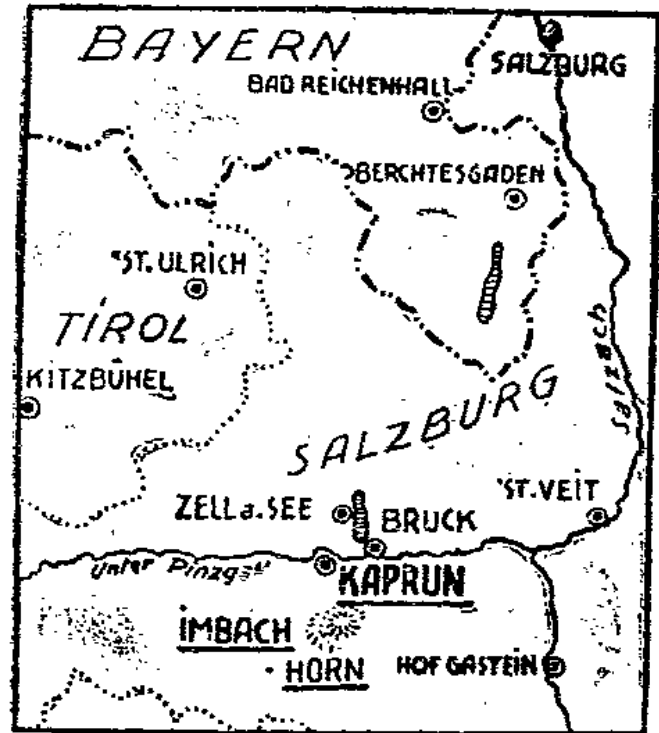 BAYERN
SALZBURG
BAD REICHENHALL
BERCHTESGADEN
ST. ULRICH
TIROL
KITZBÜHEL
SALZBURG
Salzach
ZELL a. SEE
BRUCK
ST. VEIT
Unter
KAPRUN
IMBACH
HORN
HOF GASTEIN